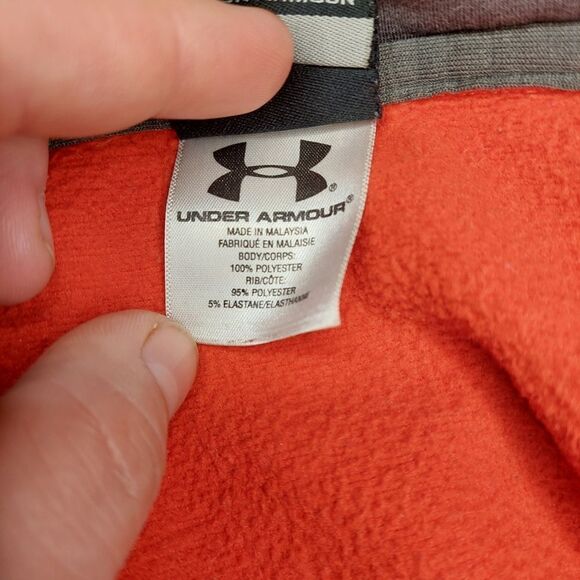 UNDER ARMOUR®
MADE IN MALAYSIA
FABRIQUÉ EN MALAISIE
BODY/CORPS:
100% POLYESTER
RIB/CÔTE:
95% POLYESTER
5% ELASTANE/ELASTHANNE